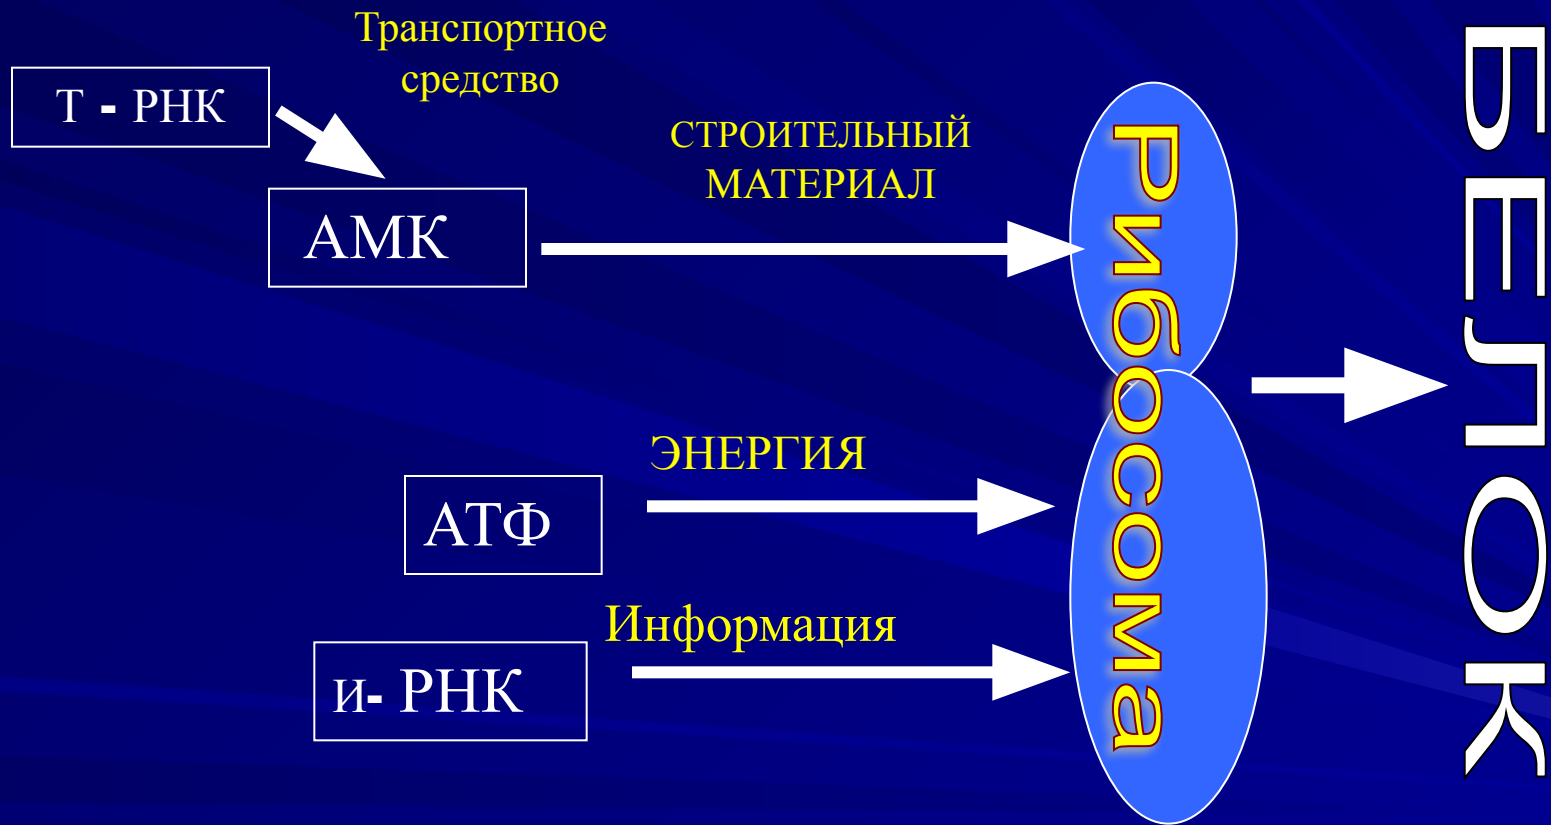 Транспортное
средство
Т - РНК
СТРОИТЕЛЬНЫЙ
МАТЕРИАЛ
АМК
Рибосома
БЕЛОК
ЭНЕРГИЯ
АТФ
Информация
и- РНК